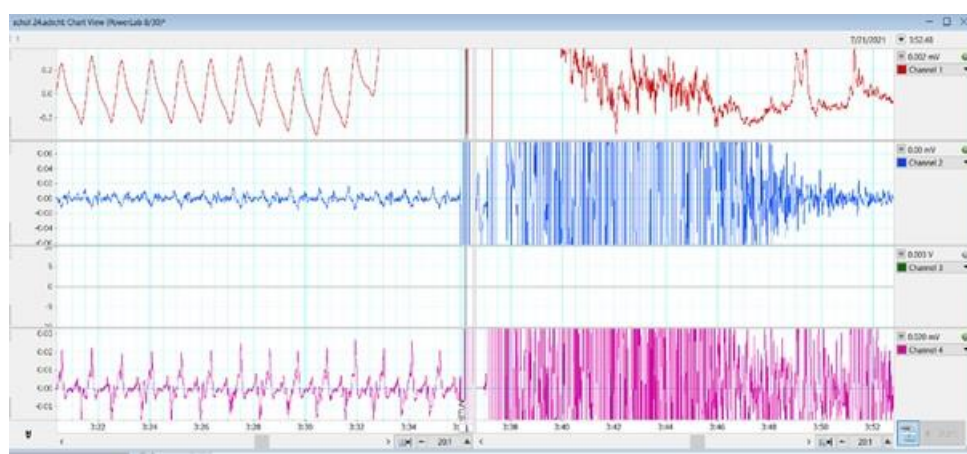 achol 24.adicht: Chart View (PowerLab 8/30)*
7/21/2021 3:52.48
0.002 mV
Channel 1
0.2
0.0
-0.2
0.00 mV
Channel 2
0.06
0.04
0.02
0.00
-0.02
-0.04
-0.06
0.003 V
Channel 3
5
0
-5
0.020 mV
Channel 4
0.03
0.02
0.01
0.00
-0.01
3:22 3:24 3:26 3:28 3:30 3:32 3:34 3:38 3:40 3:42 3:44 3:46 3:48 3:50 3:52
20:1 20:1